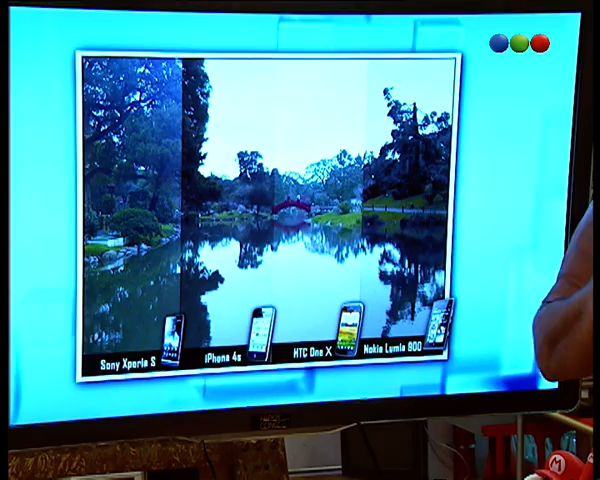 Sony Xperia S
iPhone 4s
HTC One X
Nokia Lumia 900
M